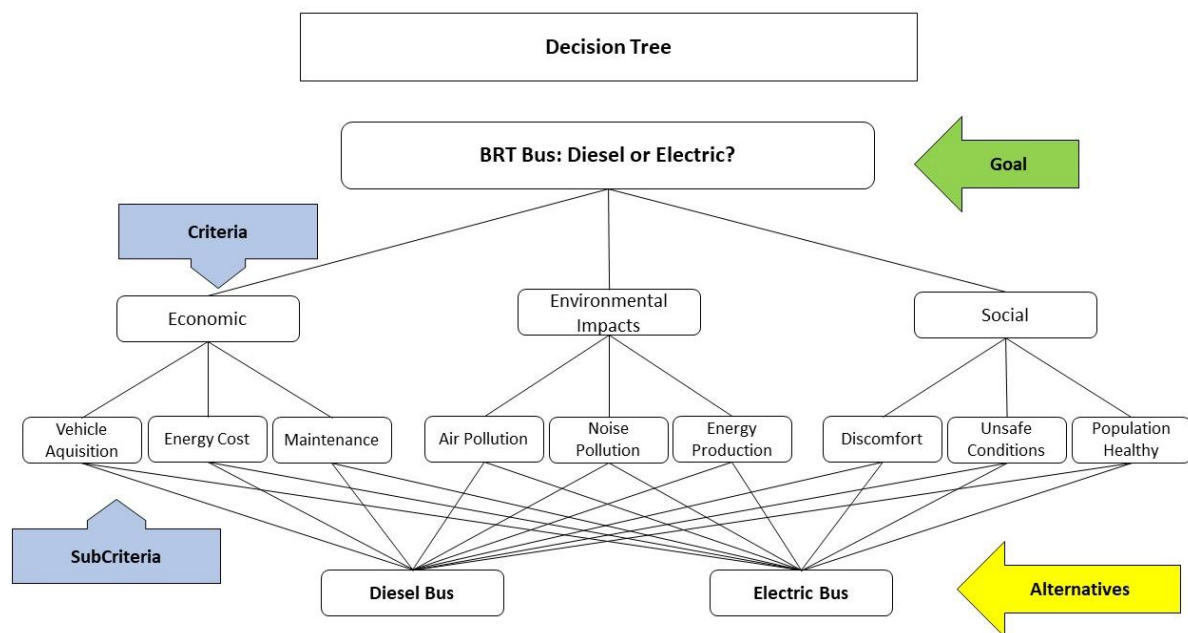 Decision Tree
BRT Bus: Diesel or Electric?
Goal
Criteria
Economic
Environmental
Impacts
Social
Vehicle
Aquisition
Energy Cost
Maintenance
Air Pollution
Noise
Pollution
Energy
Production
Discomfort
Unsafe
Conditions
Population
Healthy
SubCriteria
Diesel Bus
Electric Bus
Alternatives